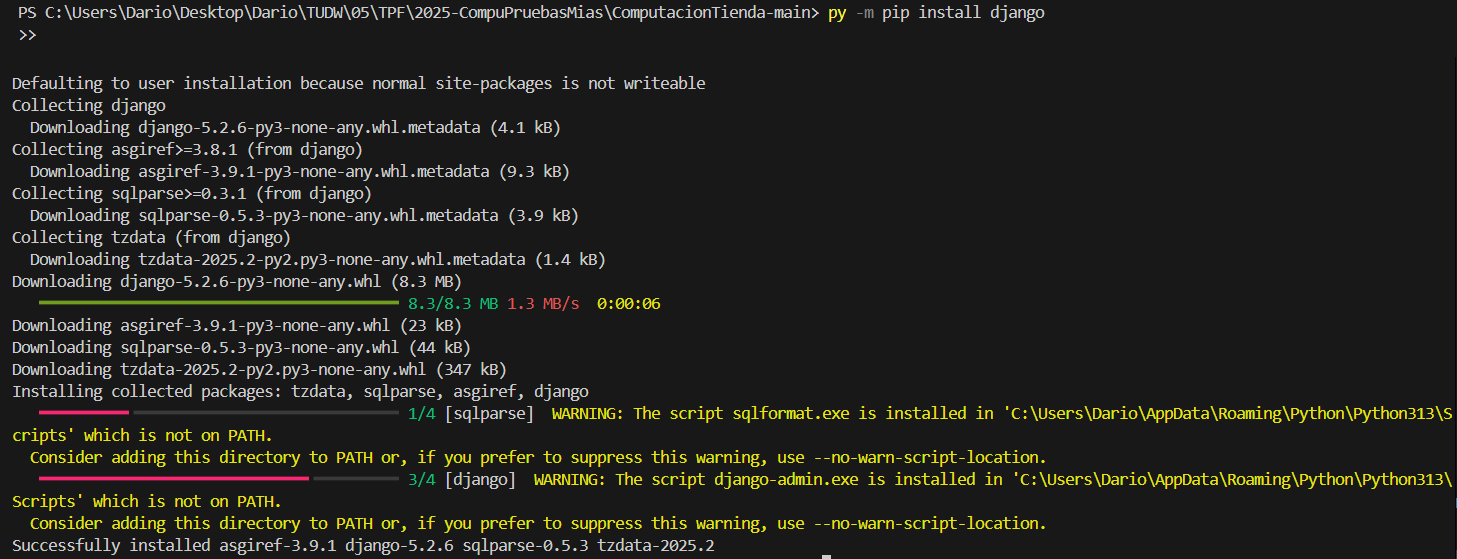 PS C:\Users\Dario\Desktop\Dario\TUDW\05\TPF\2025-CompuPruebasMias\ComputacionTienda-main> py -m pip install django
>>
Defaulting to user installation because normal site-packages is not writeable
Collecting django
  Downloading django-5.2.6-py3-none-any.whl.metadata (4.1 kB)
Collecting asgiref>=3.8.1 (from django)
  Downloading asgiref-3.9.1-py3-none-any.whl.metadata (9.3 kB)
Collecting sqlparse>=0.3.1 (from django)
  Downloading sqlparse-0.5.3-py3-none-any.whl.metadata (3.9 kB)
Collecting tzdata (from django)
  Downloading tzdata-2025.2-py2.py3-none-any.whl.metadata (1.4 kB)
Downloading django-5.2.6-py3-none-any.whl (8.3 MB)
8.3/8.3 MB 1.3 MB/s  0:00:06
Downloading asgiref-3.9.1-py3-none-any.whl (23 kB)
Downloading sqlparse-0.5.3-py3-none-any.whl (44 kB)
Downloading tzdata-2025.2-py2.py3-none-any.whl (347 kB)
Installing collected packages: tzdata, sqlparse, asgiref, django
1/4 [sqlparse]  WARNING: The script sqlformat.exe is installed in 'C:\Users\Dario\AppData\Roaming\Python\Python313\S
cripts' which is not on PATH.
  Consider adding this directory to PATH or, if you prefer to suppress this warning, use --no-warn-script-location.
3/4 [django]  WARNING: The script django-admin.exe is installed in 'C:\Users\Dario\AppData\Roaming\Python\Python313\
Scripts' which is not on PATH.
  Consider adding this directory to PATH or, if you prefer to suppress this warning, use --no-warn-script-location.
Successfully installed asgiref-3.9.1 django-5.2.6 sqlparse-0.5.3 tzdata-2025.2